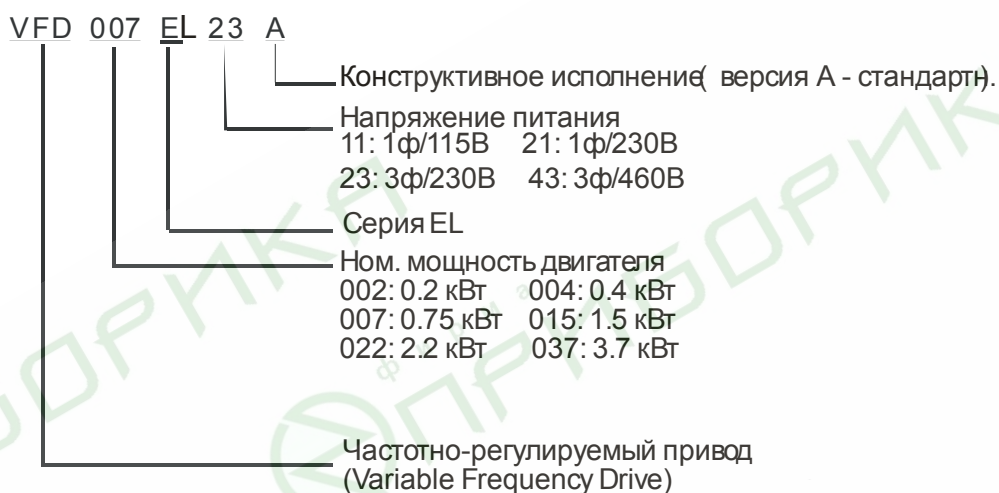 VFD 007 EL 23 A
Конструктивное исполнение( версия А - стандартн).
Напряжение питания
11: 1ф/115В 21: 1ф/230В
23: 3ф/230В 43: 3ф/460В
Серия EL
Ном. мощность двигателя
002: 0.2 кВт 004: 0.4 кВт
007: 0.75 кВт 015: 1.5 кВт
022: 2.2 кВт 037: 3.7 кВт
Частотно-регулируемый привод
(Variable Frequency Drive)